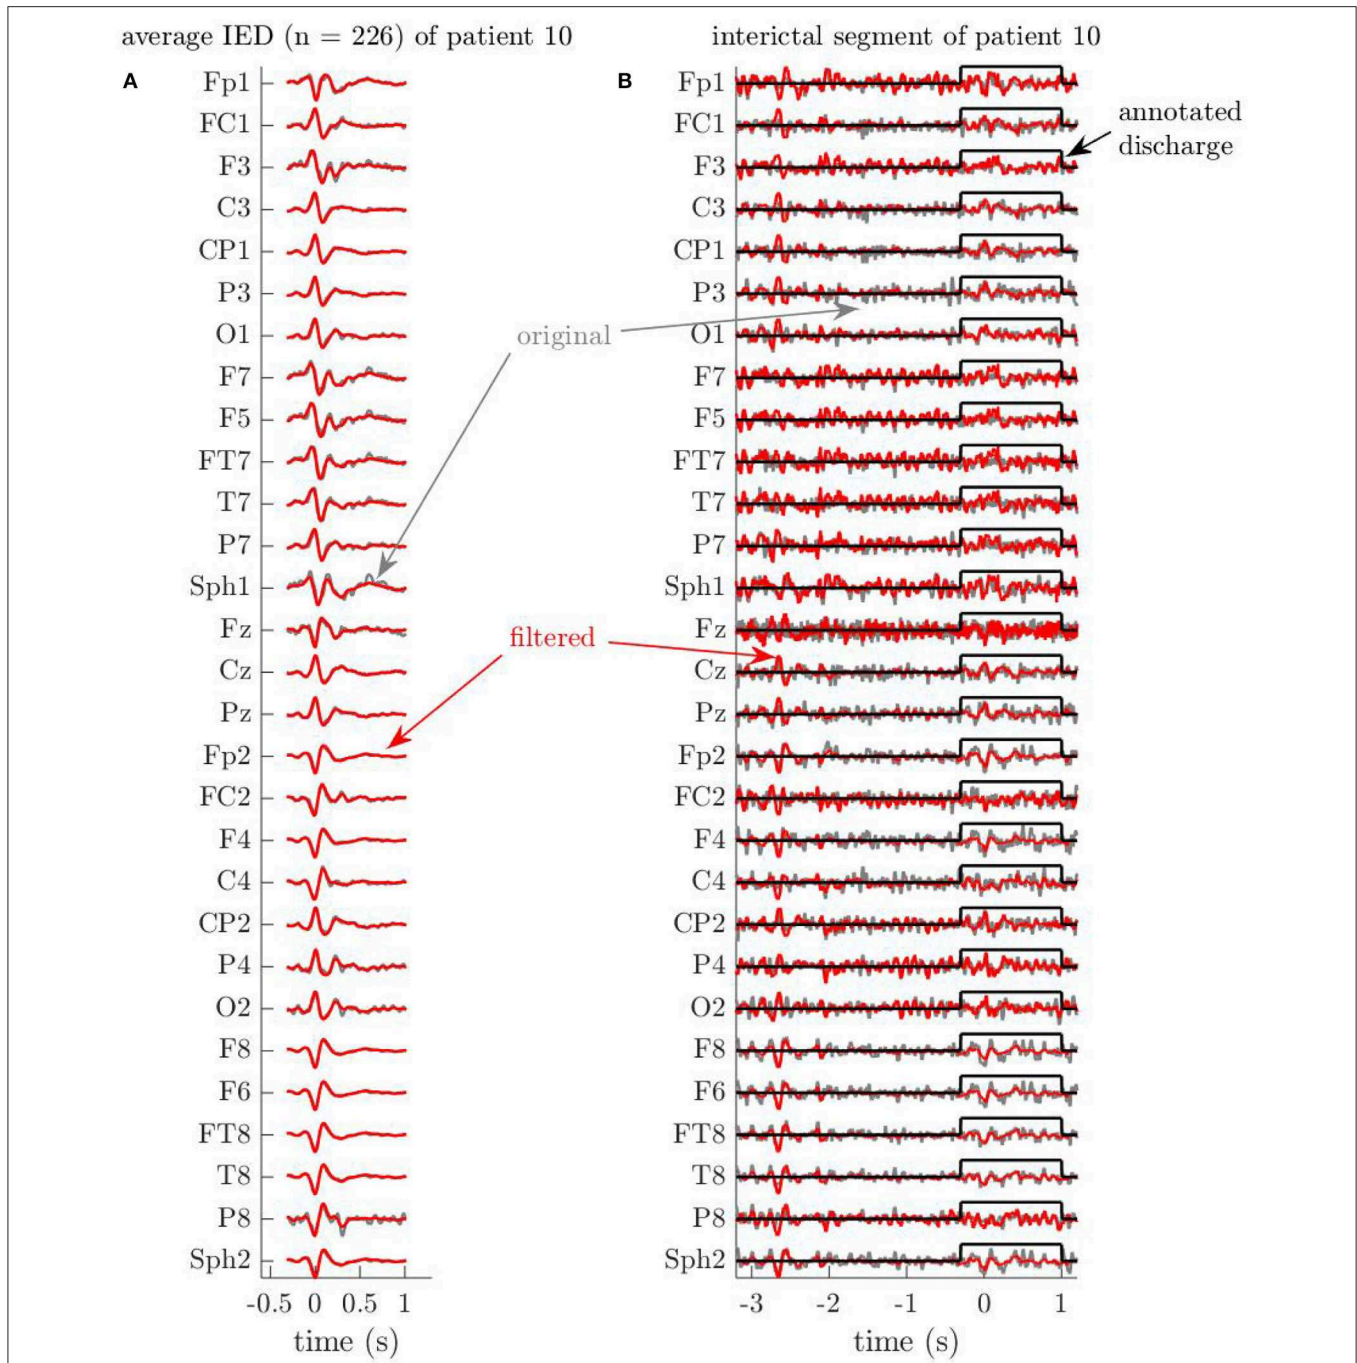 average IED (n = 226) of patient 10
interictal segment of patient 10
A
Fp1
FC1
F3
C3
CP1
P3
O1
F7
F5
FT7
T7
P7
Sph1
Fz
Cz
Pz
Fp2
FC2
F4
C4
CP2
P4
O2
F8
F6
FT8
T8
P8
Sph2
-0.5 0 0.5 1
time (s)
original
filtered
B
Fp1
FC1
F3
C3
CP1
P3
O1
F7
F5
FT7
T7
P7
Sph1
Fz
Cz
Pz
Fp2
FC2
F4
C4
CP2
P4
O2
F8
F6
FT8
T8
P8
Sph2
-3 -2 -1 0 1
time (s)
annotated
discharge